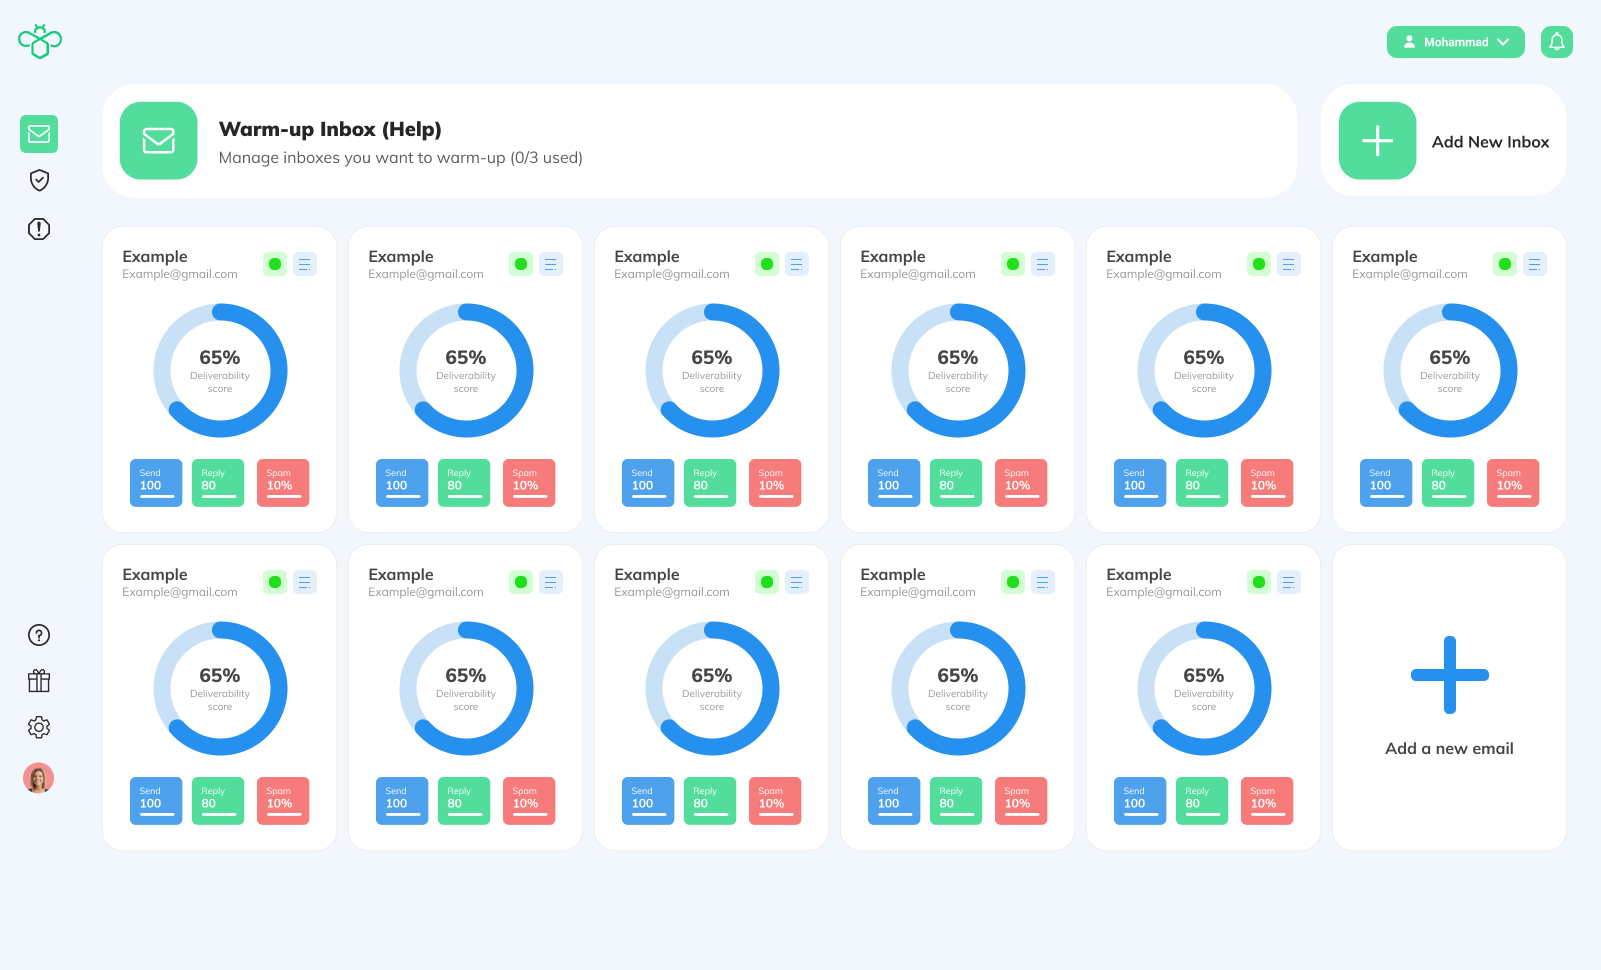 Mohammad
Warm-up Inbox (Help)
Manage inboxes you want to warm-up (0/3 used)
Add New Inbox
Example
Example@gmail.com
65%
Deliverability
score
Send
100
Reply
80
Spam
10%
Example
Example@gmail.com
65%
Deliverability
score
Send
100
Reply
80
Spam
10%
Example
Example@gmail.com
65%
Deliverability
score
Send
100
Reply
80
Spam
10%
Example
Example@gmail.com
65%
Deliverability
score
Send
100
Reply
80
Spam
10%
Example
Example@gmail.com
65%
Deliverability
score
Send
100
Reply
80
Spam
10%
Example
Example@gmail.com
65%
Deliverability
score
Send
100
Reply
80
Spam
10%
Example
Example@gmail.com
65%
Deliverability
score
Send
100
Reply
80
Spam
10%
Example
Example@gmail.com
65%
Deliverability
score
Send
100
Reply
80
Spam
10%
Example
Example@gmail.com
65%
Deliverability
score
Send
100
Reply
80
Spam
10%
Example
Example@gmail.com
65%
Deliverability
score
Send
100
Reply
80
Spam
10%
Example
Example@gmail.com
65%
Deliverability
score
Send
100
Reply
80
Spam
10%
Add a new email